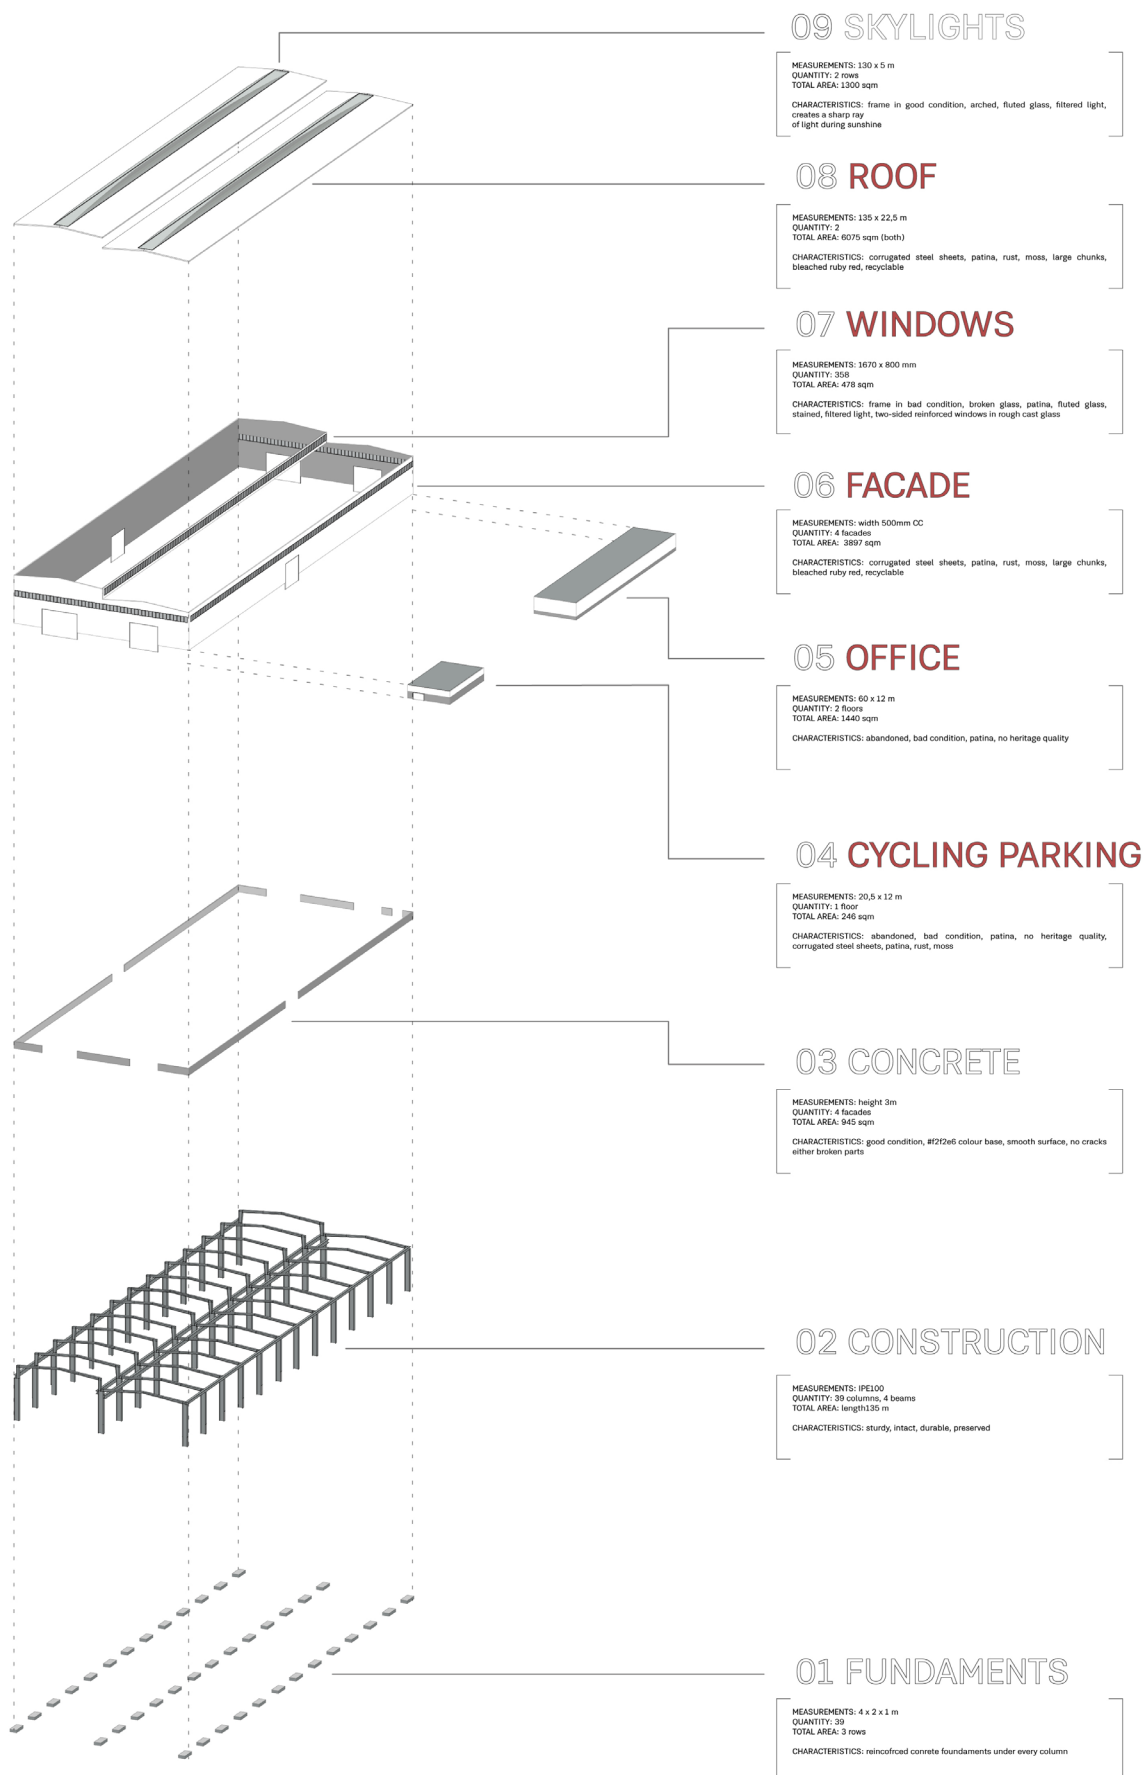 09 SKYLIGHTS
MEASUREMENTS: 130 x 5 m
QUANTITY: 2 rows
TOTAL AREA: 1300 sqm
CHARACTERISTICS: frame in good condition, arched, fluted glass, filtered light,
creates a sharp ray
of light during sunshine
08 ROOF
MEASUREMENTS: 135 x 22,5 m
QUANTITY: 2
TOTAL AREA: 6075 sqm (both)
CHARACTERISTICS: corrugated steel sheets, patina, rust, moss, large chunks,
bleached ruby red, recyclable
07 WINDOWS
MEASUREMENTS: 1670 x 800 mm
QUANTITY: 358
TOTAL AREA: 478 sqm
CHARACTERISTICS: frame in bad condition, broken glass, patina, fluted glass,
stained, filtered light, two-sided reinforced windows in rough cast glass
06 FACADE
MEASUREMENTS: width 500mm CC
QUANTITY: 4 facades
TOTAL AREA: 3897 sqm
CHARACTERISTICS: corrugated steel sheets, patina, rust, moss, large chunks,
bleached ruby red, recyclable
05 OFFICE
MEASUREMENTS: 60 x 12 m
QUANTITY: 2 floors
TOTAL AREA: 1440 sqm
CHARACTERISTICS: abandoned, bad condition, patina, no heritage quality
04 CYCLING PARKING
MEASUREMENTS: 20,5 x 12 m
QUANTITY: 1 floor
TOTAL AREA: 246 sqm
CHARACTERISTICS: abandoned, bad condition, patina, no heritage quality,
corrugated steel sheets, patina, rust, moss
03 CONCRETE
MEASUREMENTS: height 3m
QUANTITY: 4 facades
TOTAL AREA: 945 sqm
CHARACTERISTICS: good condition, #f2f2e6 colour base, smooth surface, no cracks
either broken parts
02 CONSTRUCTION
MEASUREMENTS: IPE100
QUANTITY: 39 columns, 4 beams
TOTAL AREA: length135 m
CHARACTERISTICS: sturdy, intact, durable, preserved
01 FUNDAMENTS
MEASUREMENTS: 4 x 2 x 1 m
QUANTITY: 39
TOTAL AREA: 3 rows
CHARACTERISTICS: reincofrced conrete foundaments under every column